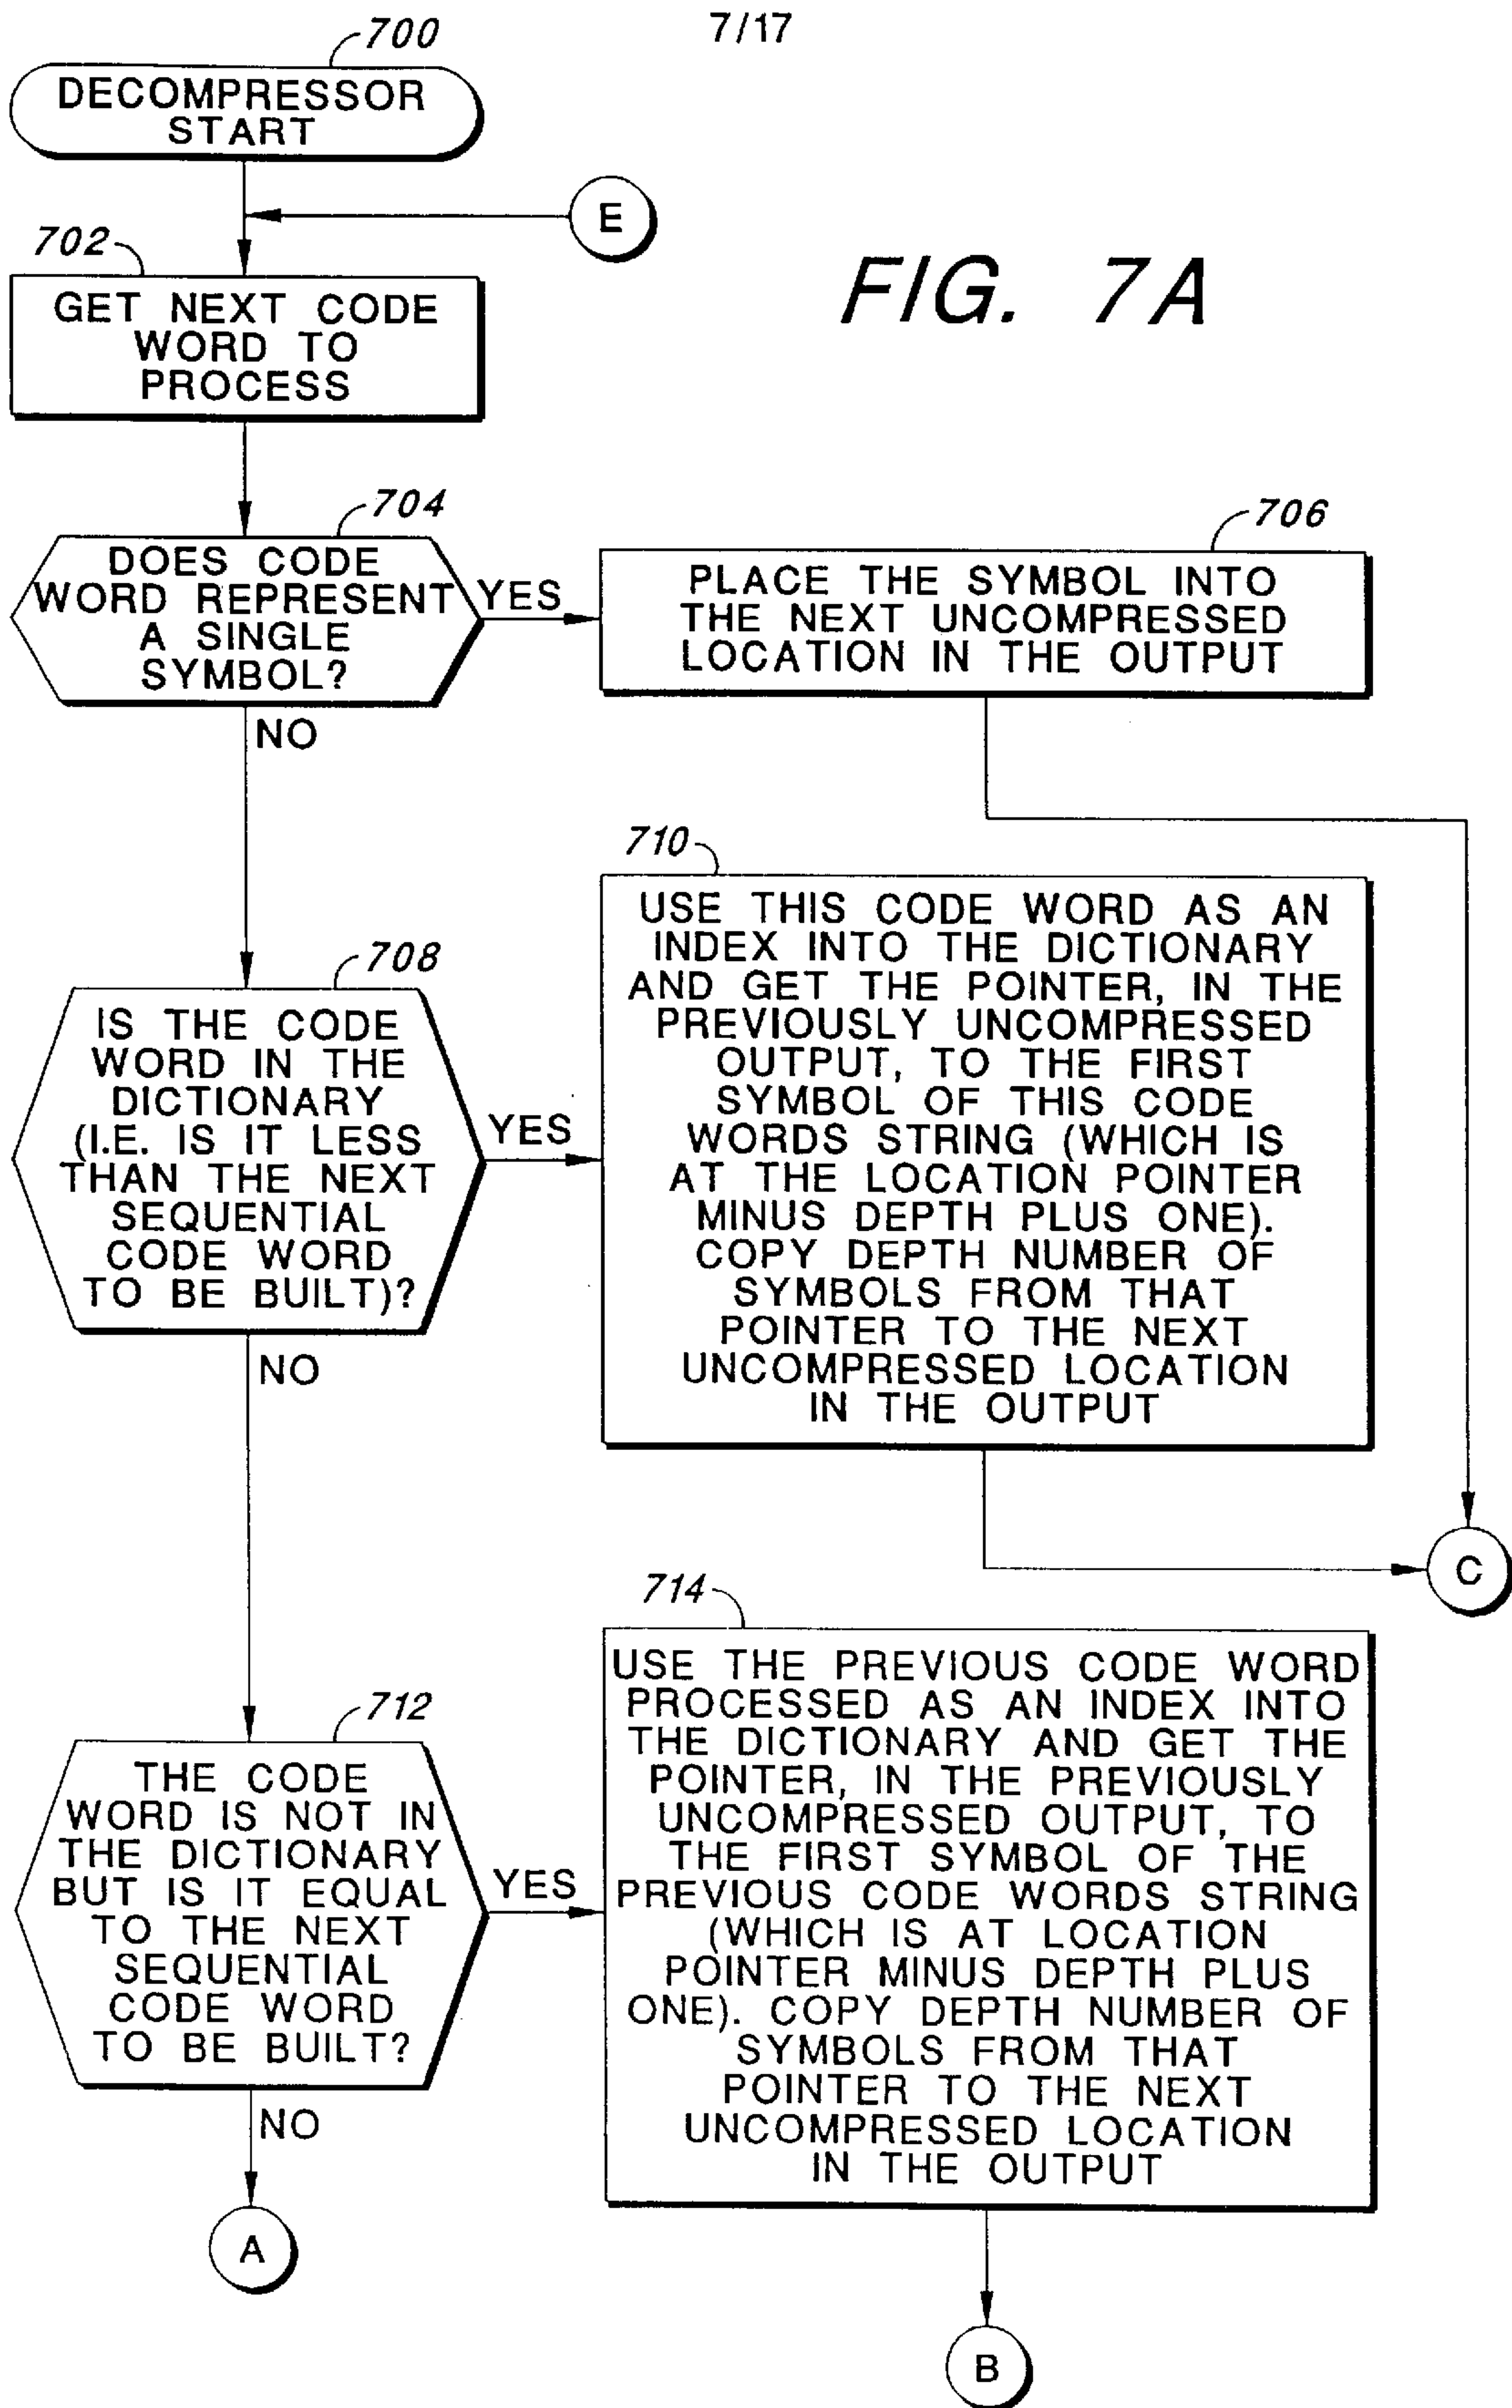 7/17
700
DECOMPRESSOR
START
E
702
GET NEXT CODE
WORD TO
PROCESS
FIG. 7A
704
DOES CODE
WORD REPRESENT
A SINGLE
SYMBOL?
YES
NO
706
PLACE THE SYMBOL INTO
THE NEXT UNCOMPRESSED
LOCATION IN THE OUTPUT
708
IS THE CODE
WORD IN THE
DICTIONARY
(I.E. IS IT LESS
THAN THE NEXT
SEQUENTIAL
CODE WORD
TO BE BUILT)?
YES
NO
710
USE THIS CODE WORD AS AN
INDEX INTO THE DICTIONARY
AND GET THE POINTER, IN THE
PREVIOUSLY UNCOMPRESSED
OUTPUT, TO THE FIRST
SYMBOL OF THIS CODE
WORDS STRING (WHICH IS
AT THE LOCATION POINTER
MINUS DEPTH PLUS ONE).
COPY DEPTH NUMBER OF
SYMBOLS FROM THAT
POINTER TO THE NEXT
UNCOMPRESSED LOCATION
IN THE OUTPUT
C
712
THE CODE
WORD IS NOT IN
THE DICTIONARY
BUT IS IT EQUAL
TO THE NEXT
SEQUENTIAL
CODE WORD
TO BE BUILT?
YES
NO
A
714
USE THE PREVIOUS CODE WORD
PROCESSED AS AN INDEX INTO
THE DICTIONARY AND GET THE
POINTER, IN THE PREVIOUSLY
UNCOMPRESSED OUTPUT, TO
THE FIRST SYMBOL OF THE
PREVIOUS CODE WORDS STRING
(WHICH IS AT LOCATION
POINTER MINUS DEPTH PLUS
ONE). COPY DEPTH NUMBER OF
SYMBOLS FROM THAT
POINTER TO THE NEXT
UNCOMPRESSED LOCATION
IN THE OUTPUT
B